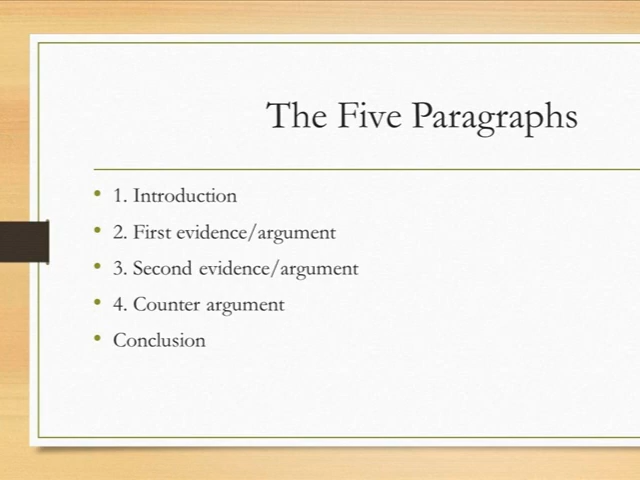 The Five Paragraphs
• 1. Introduction
• 2. First evidence/argument
• 3. Second evidence/argument
• 4. Counter argument
• Conclusion